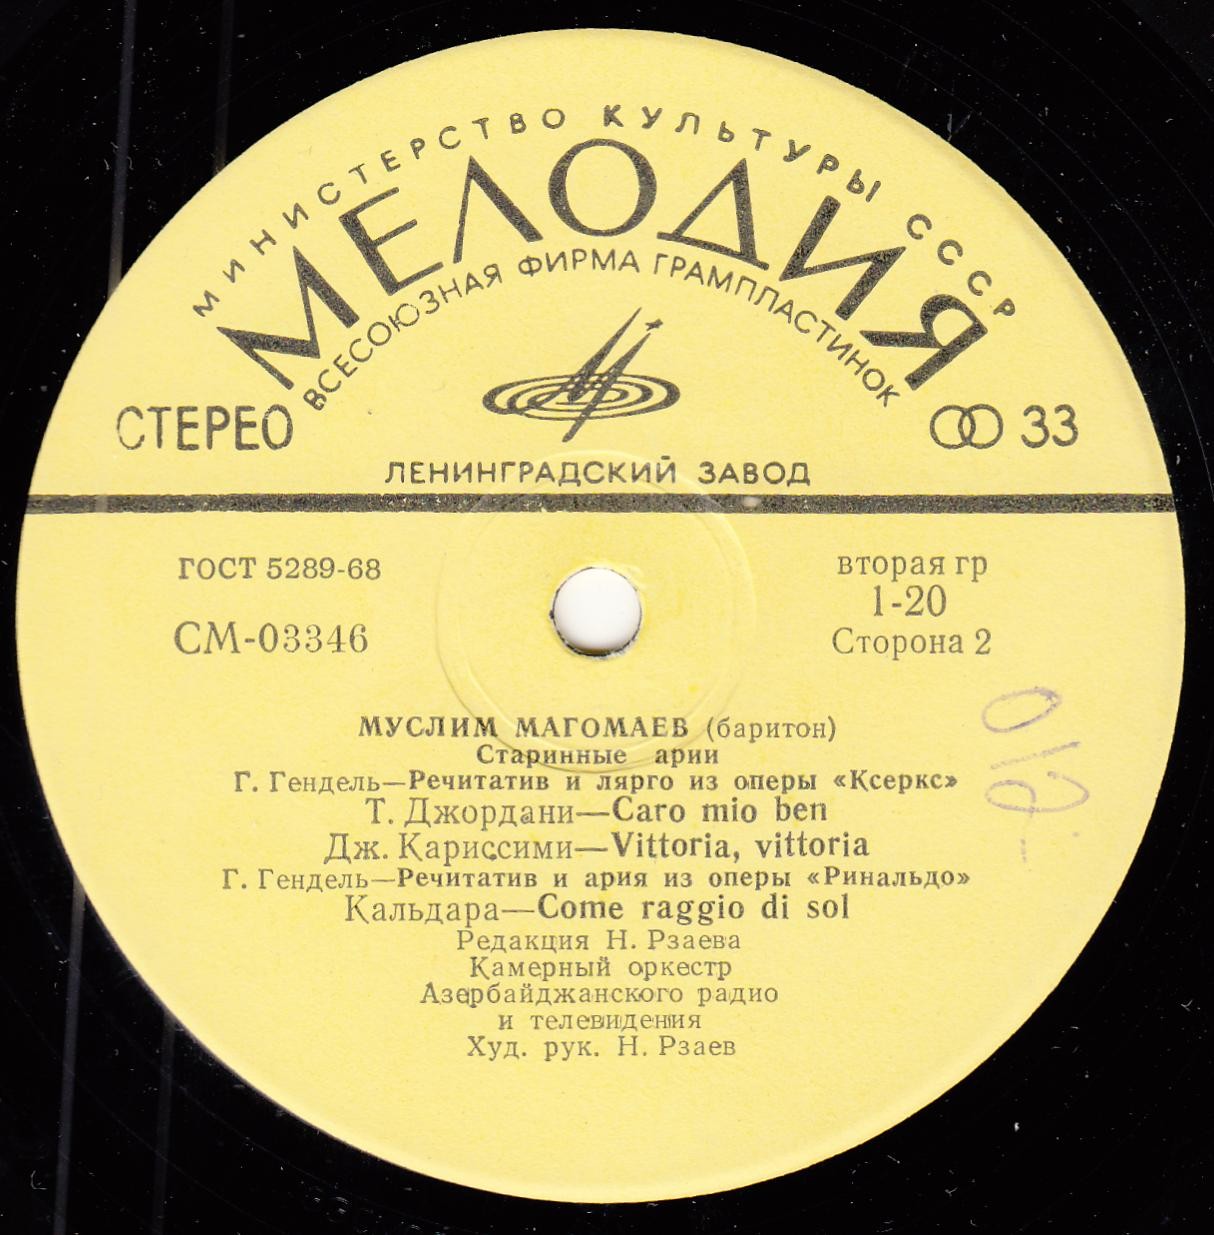 МИНИСТЕРСТВО КУЛЬТУРЫ СССР
МЕЛОДИЯ
ВСЕСОЮЗНАЯ ФИРМА ГРАМПЛАСТИНОК
СТЕРЕО
33
ЛЕНИНГРАДСКИЙ ЗАВОД
ГОСТ 5289-68
вторая гр
1-20
СМ-03346
Сторона 2
МУСЛИМ МАГОМАЕВ (баритон)
Старинные арии
Г. Гендель—Речитатив и лярго из оперы «Ксеркс»
Т. Джордани—Caro mio ben
Дж. Кариссими—Vittoria, vittoria
Г. Гендель—Речитатив и ария из оперы «Ринальдо»
Кальдара—Come raggio di sol
Редакция Н. Рзаева
Камерный оркестр
Азербайджанского радио
и телевидения
Худ. рук. Н. Рзаев